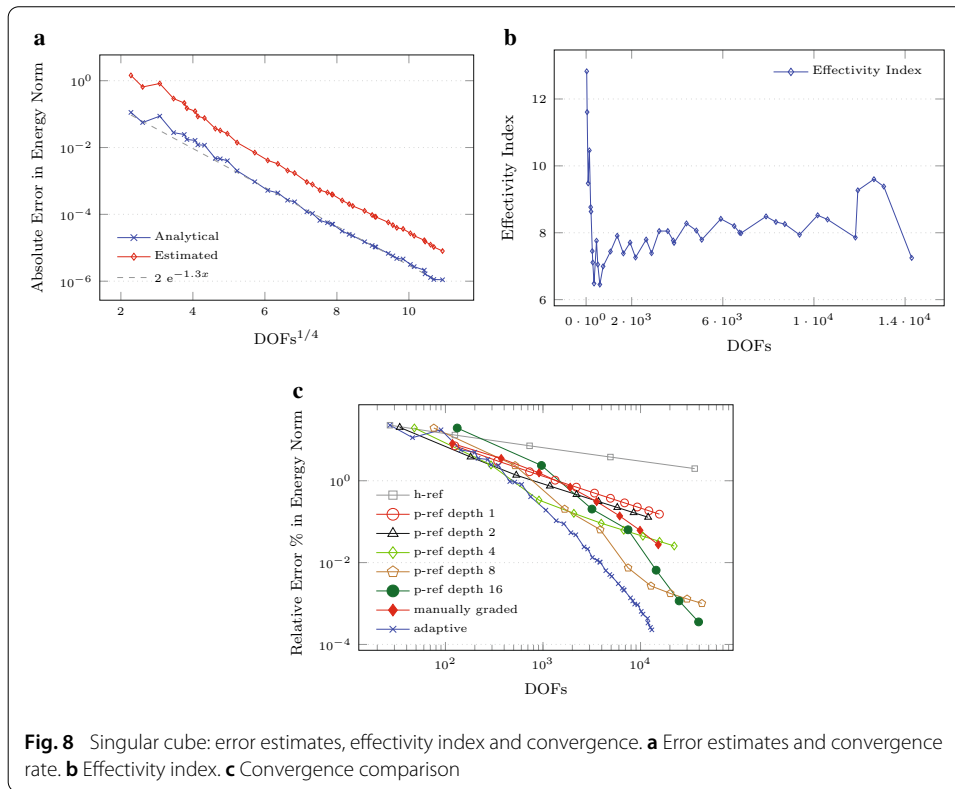 a
Absolute Error in Energy Norm
10^0
10^−2
10^−4
10^−6
Analytical
Estimated
2 e^−1.3x
2 4 6 8 10
DOFs^1/4
b
Effectivity Index
12
10
8
6
Effectivity Index
0 · 10^0 2 · 10^3 6 · 10^3 1 · 10^4 1.4 · 10^4
DOFs
c
Relative Error % in Energy Norm
10^0
10^−2
10^−4
h-ref
p-ref depth 1
p-ref depth 2
p-ref depth 4
p-ref depth 8
p-ref depth 16
manually graded
adaptive
10^2 10^3 10^4
DOFs
Fig. 8 Singular cube: error estimates, effectivity index and convergence. a Error estimates and convergence
rate. b Effectivity index. c Convergence comparison